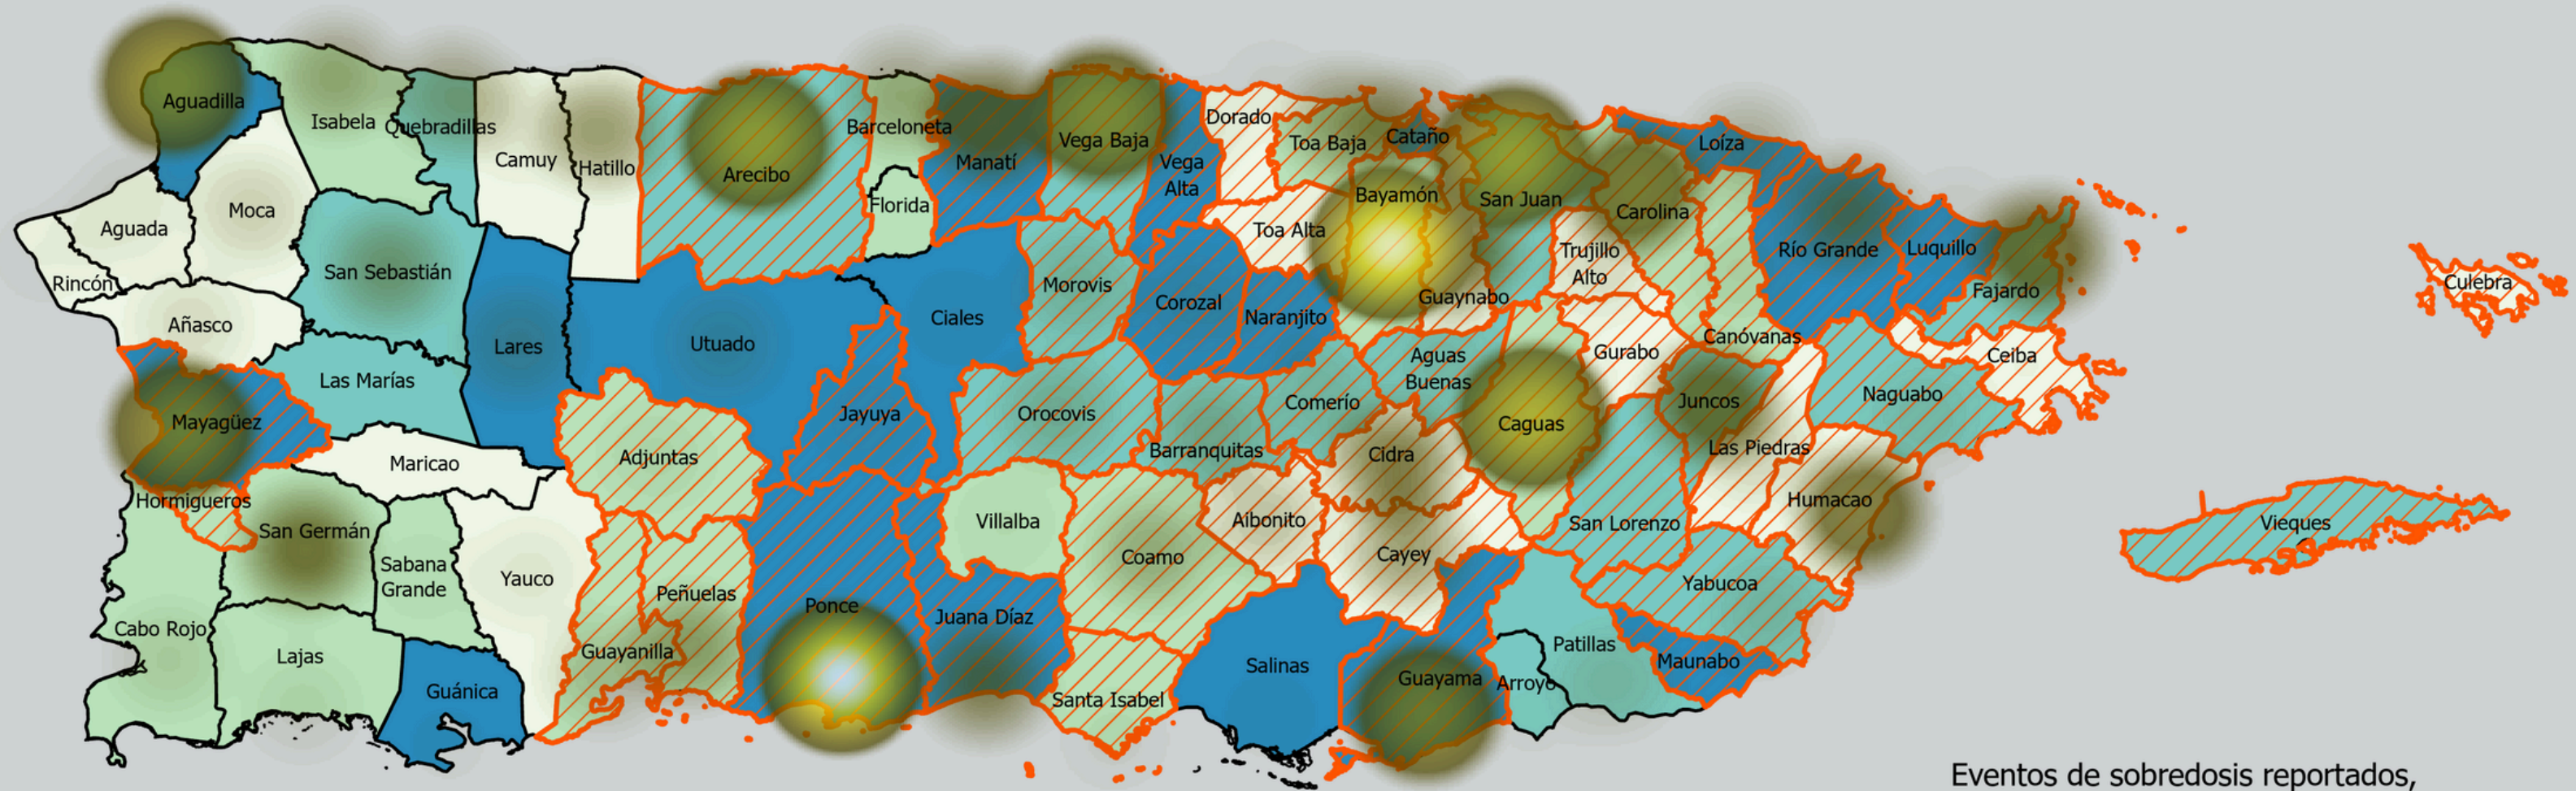 Aguadilla
Isabela
Quebradillas
Camuy
Hatillo
Arecibo
Barceloneta
Florida
Manatí
Vega Baja
Vega
Alta
Dorado
Toa Baja
Cataño
Bayamón
San Juan
Carolina
Loíza
Toa Alta
Trujillo
Alto
Guaynabo
Río Grande
Luquillo
Fajardo
Culebra
Aguada
Moca
Rincón
San Sebastián
Añasco
Lares
Utuado
Ciales
Morovis
Corozal
Naranjito
Canóvanas
Ceiba
Las Marías
Mayagüez
Maricao
Jayuya
Adjuntas
Orocovis
Barranquitas
Comerío
Aguas
Buenas
Gurabo
Caguas
Juncos
Naguabo
Cidra
Las Piedras
Humacao
Hormigueros
San Germán
Sabana
Grande
Yauco
Villalba
Coamo
Aibonito
Cayey
San Lorenzo
Vieques
Cabo Rojo
Lajas
Guánica
Guayanilla
Peñuelas
Ponce
Juana Díaz
Santa Isabel
Salinas
Guayama
Arroyo
Patillas
Yabucoa
Maunabo
Eventos de sobredosis reportados,